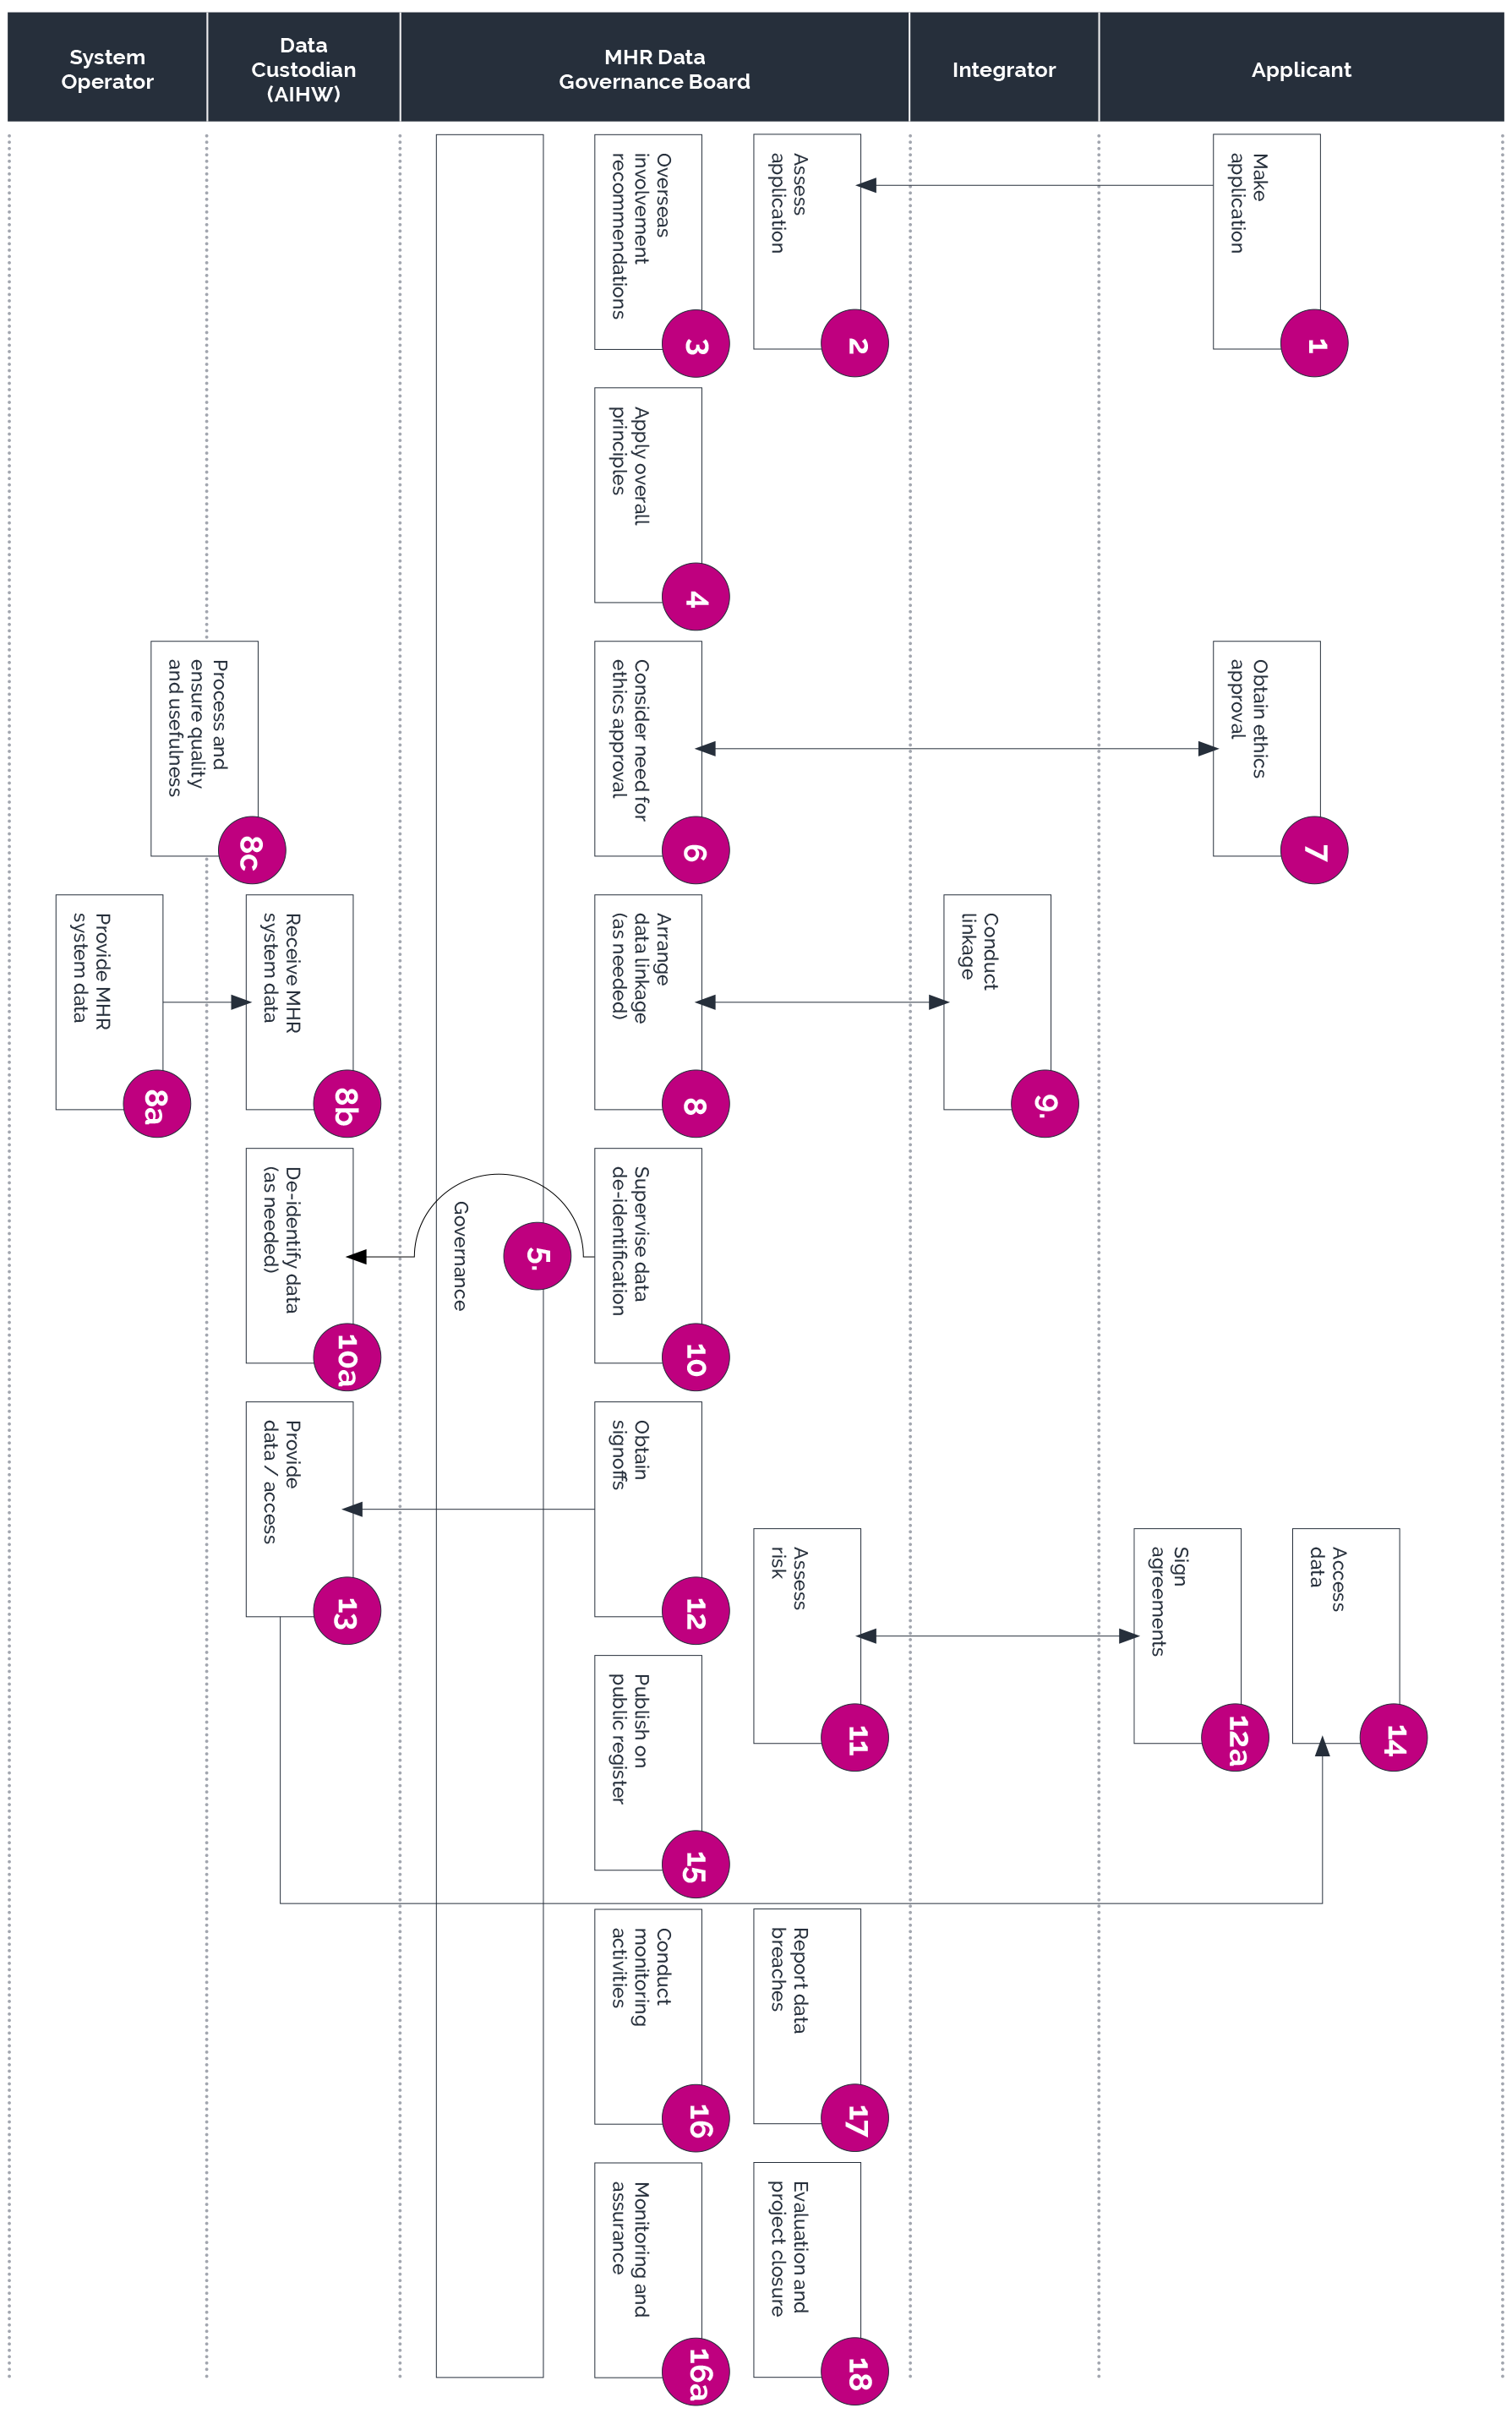 System
Operator
Data
Custodian
(AIHW)
MHR Data
Governance Board
Integrator
Applicant
Make
application
1
Assess
application
2
Overseas
involvement
recommendations
3
Apply overall
principles
4
Governance
5.
Consider need for
ethics approval
6
Obtain ethics
approval
7
Arrange
data linkage
(as needed)
8
Provide MHR
system data
8a
Receive MHR
system data
8b
Process and
ensure quality
and usefulness
8c
Conduct
linkage
9.
Supervise data
de-identification
10
De-identify data
(as needed)
10a
Assess
risk
11
Obtain
signoffs
12
Sign
agreements
12a
Provide
data / access
13
Access
data
14
Publish on
public register
15
Conduct
monitoring
activities
16
Monitoring and
assurance
16a
Report data
breaches
17
Evaluation and
project closure
18